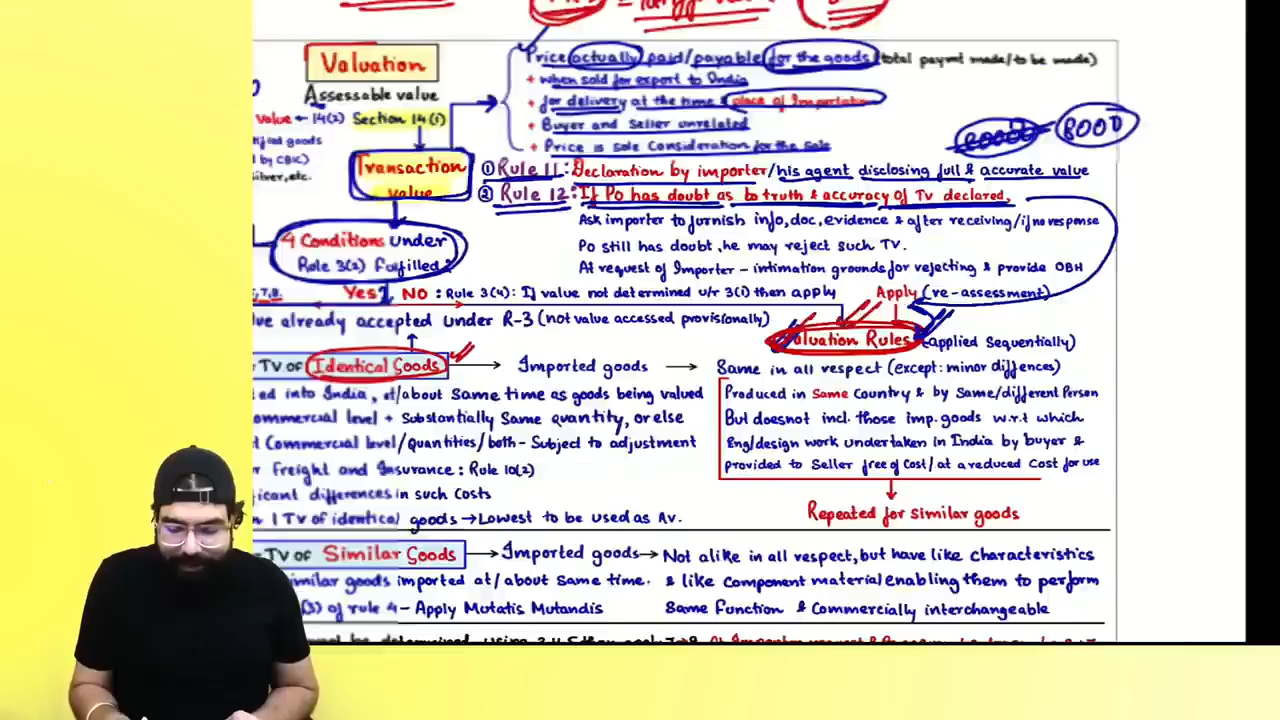 Valuation
Assessable value
value ← 14(2) Section 14(1)
goods
by CBIC)
silver, etc.
Transaction
value
Price actually paid/payable for the goods (total paymt made/to be made)
+ when sold for export to India
+ for delivery at the time & place of Importation
+ Buyer and Seller unrelated
+ Price is sole Consideration for the sale
8000
① Rule 11 : Declaration by importer/his agent disclosing full & accurate value
② Rule 12 : If PO has doubt as to truth & accuracy of TV declared,
Ask importer to furnish info, doc, evidence & after receiving/if no response
PO still has doubt, he may reject such TV.
At request of Importer – intimation grounds for rejecting & provide OBH
4 Conditions under
Rule 3(2) Fulfilled?
Yes NO : Rule 3(4): If value not determined u/r 3(1) then apply
Apply (re-assessment)
Valuation Rules (applied Sequentially)
already accepted under R-3 (not value accessed provisionally)
TV of Identical Goods → Imported goods → Same in all respect (except: minor diffences)
into India, at/about Same time as goods being valued
Commercial level + Substantially Same quantity, or else
Commercial level/Quantities/both – Subject to adjustment
Freight and Insurance : Rule 10(2)
differences in such Costs
1 TV of identical goods → Lowest to be used as AV.
Produced in Same Country & by Same/different Person
But doesnot incl. those imp. goods w.r.t which
Eng/design work undertaken in India by buyer &
provided to Seller free of Cost/at a reduced Cost for use
Repeated for Similar goods
TV of Similar Goods → Imported goods → Not alike in all respect, but have like characteristics
similar goods imported at/about Same time. & like Component material enabling them to perform
(3) of rule 4 – Apply Mutatis Mutandis Same Function & Commercially interchangeable